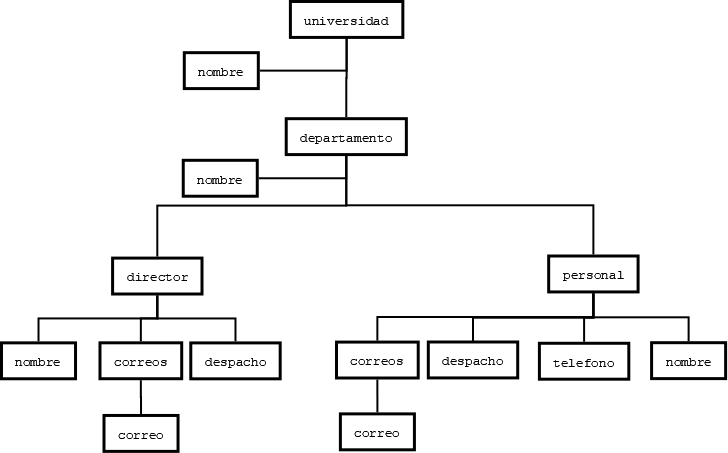 universidad
nombre
departamento
nombre
director
personal
nombre
correos
despacho
correos
despacho
telefono
nombre
correo
correo